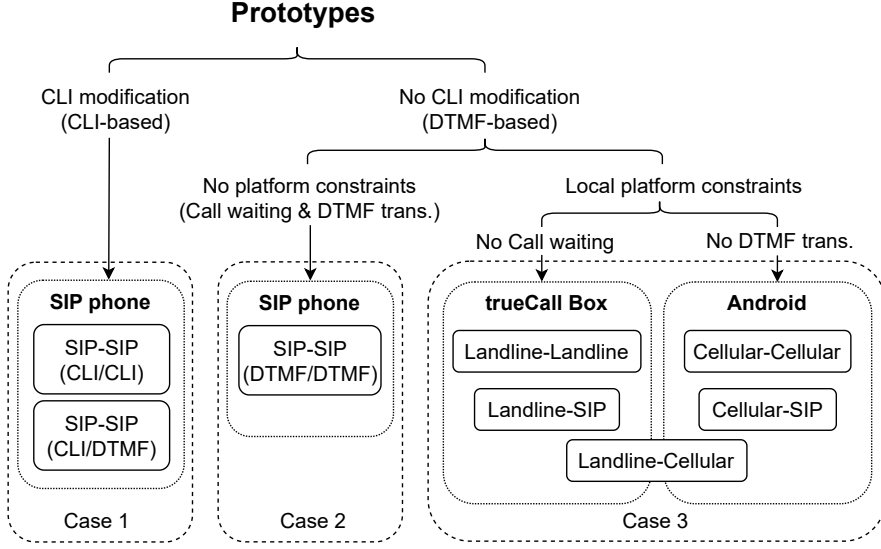 Prototypes
CLI modification
(CLI-based)
No CLI modification
(DTMF-based)
No platform constraints
(Call waiting & DTMF trans.)
Local platform constraints
No Call waiting
No DTMF trans.
SIP phone
SIP-SIP
(CLI/CLI)
SIP-SIP
(CLI/DTMF)
Case 1
SIP phone
SIP-SIP
(DTMF/DTMF)
Case 2
trueCall Box
Landline-Landline
Landline-SIP
Android
Cellular-Cellular
Cellular-SIP
Landline-Cellular
Case 3